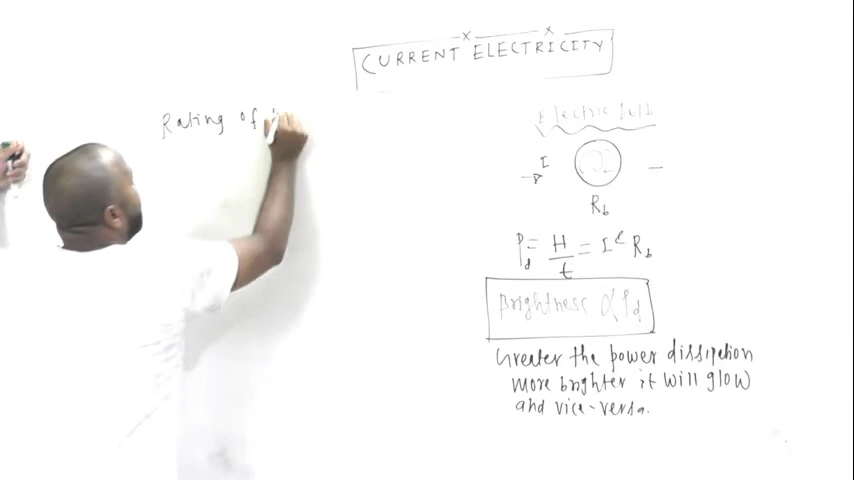 CURRENT ELECTRICITY
Rating of
Electric bulb
I
R_b
P_d = H/t = I² R_b
Brightness ∝ P_d
Greater the power dissipation
more brighter it will glow
and vice-versa.